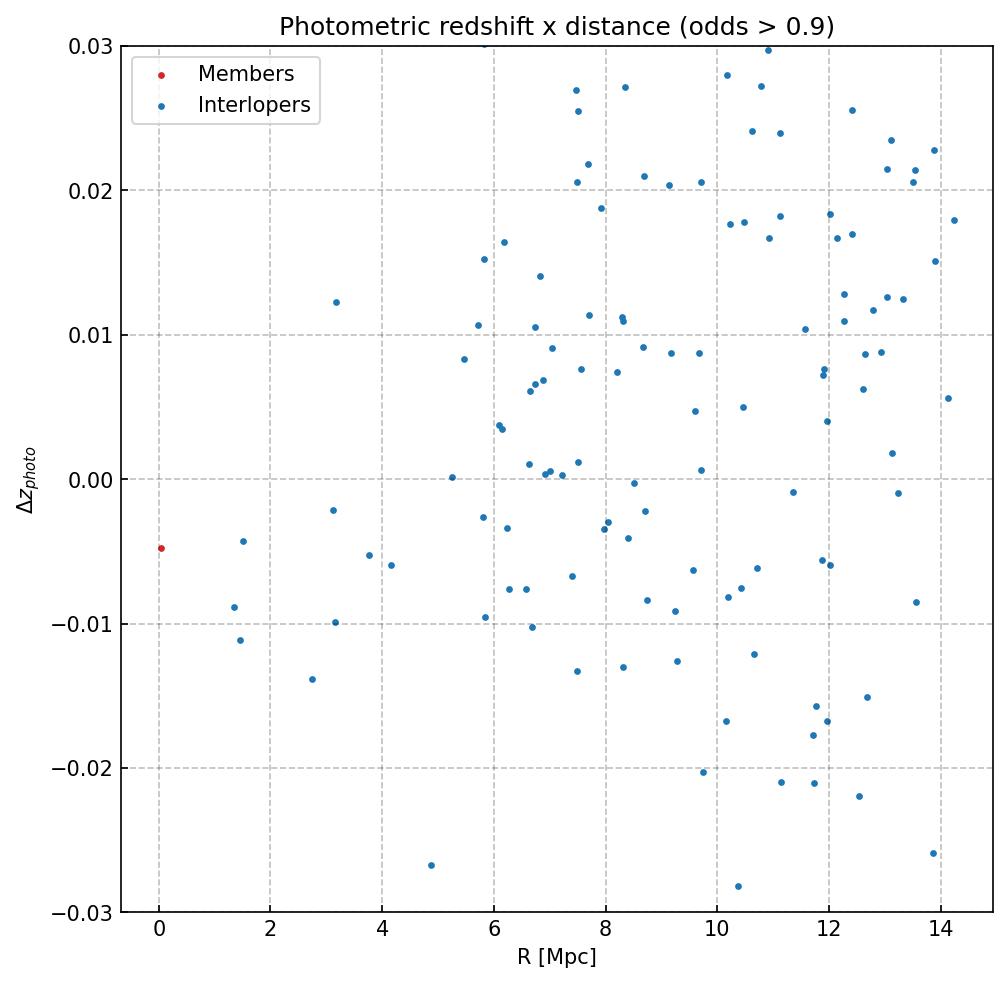 Photometric redshift x distance (odds > 0.9)
Members
Interlopers
0.03
0.02
0.01
0.00
−0.01
−0.02
−0.03
Δz_photo
0 2 4 6 8 10 12 14
R [Mpc]